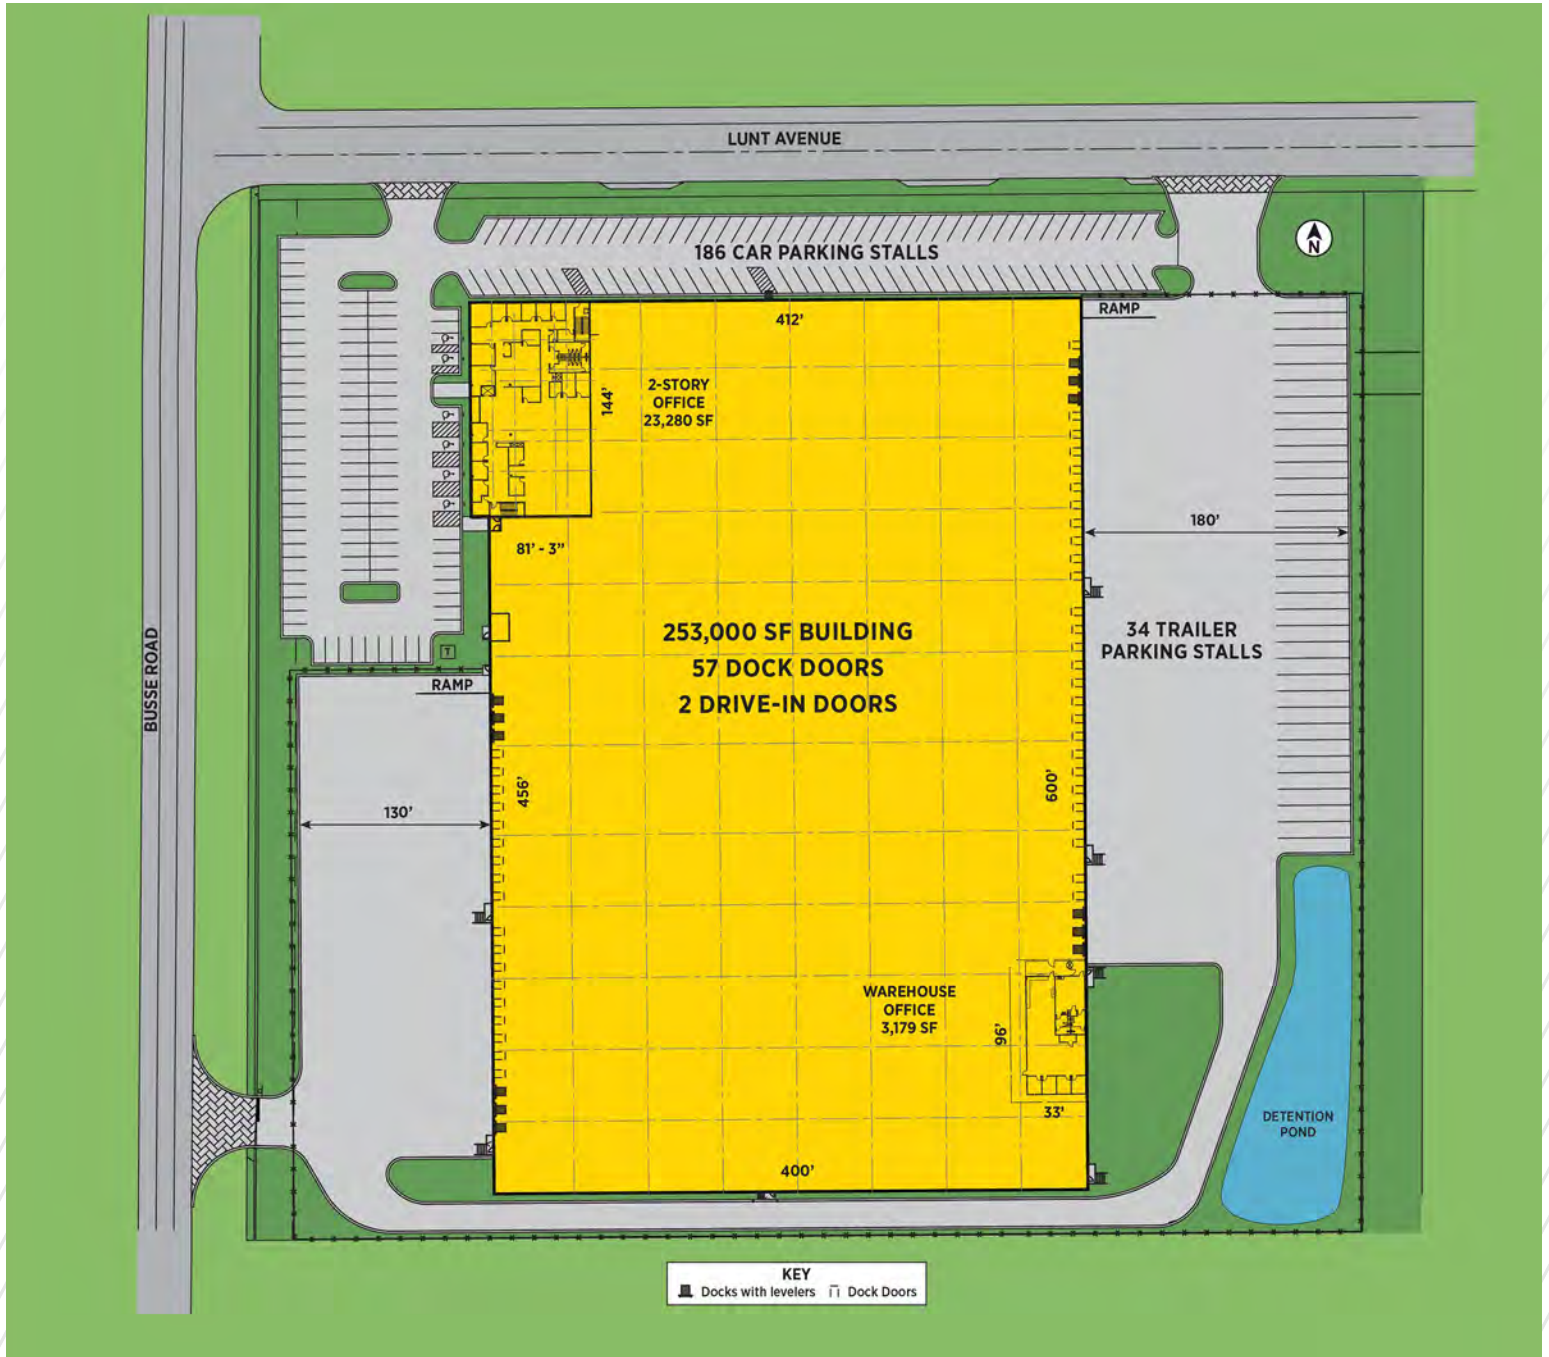 LUNT AVENUE
186 CAR PARKING STALLS
N
412'
RAMP
2-STORY
OFFICE
23,280 SF
144'
180'
81' - 3"
253,000 SF BUILDING
57 DOCK DOORS
2 DRIVE-IN DOORS
34 TRAILER
PARKING STALLS
BUSSE ROAD
T
RAMP
456'
600'
130'
WAREHOUSE
OFFICE
3,179 SF
96'
33'
DETENTION
POND
400'
KEY
Docks with levelers
Dock Doors